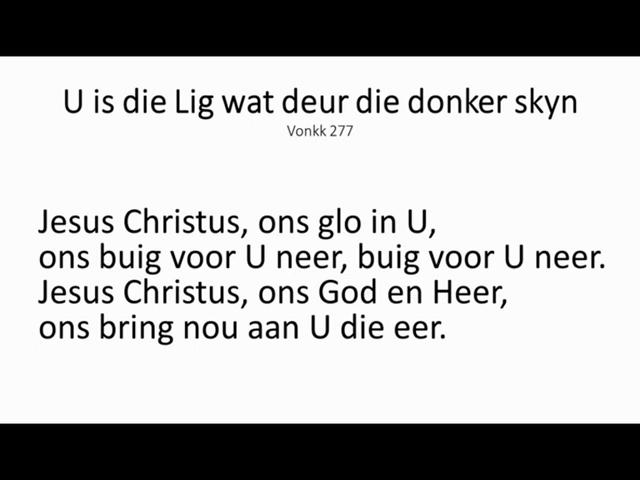 U is die Lig wat deur die donker skyn
Vonkk 277
Jesus Christus, ons glo in U,
ons buig voor U neer, buig voor U neer.
Jesus Christus, ons God en Heer,
ons bring nou aan U die eer.